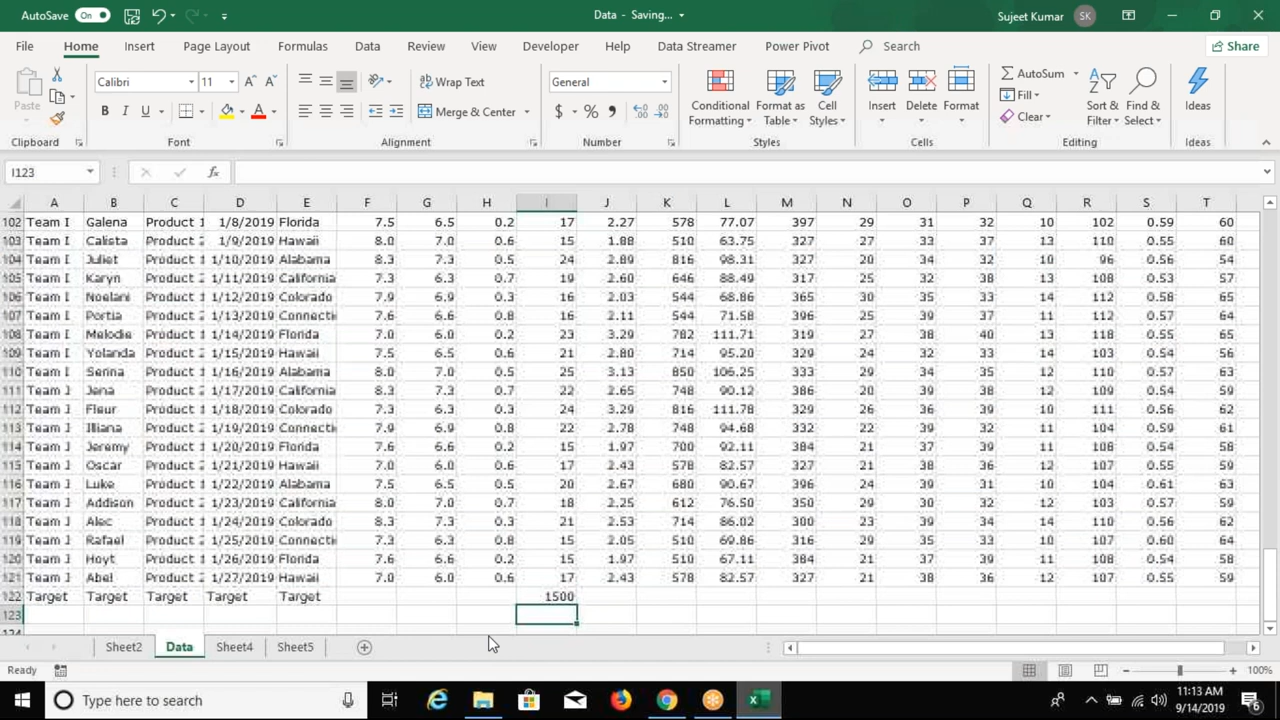 AutoSave On Data - Saving... Sujeet Kumar SK
File Home Insert Page Layout Formulas Data Review View Developer Help Data Streamer Power Pivot Search Share
Paste Calibri 11 Wrap Text General Conditional Formatting Format as Table Cell Styles Insert Delete Format AutoSum Fill Clear Sort & Filter Find & Select Ideas
B I U Merge & Center $ %
Clipboard Font Alignment Number Styles Cells Editing Ideas
I123 fx
A B C D E F G H I J K L M N O P Q R S T
102 Team I Galena Product 1 1/8/2019 Florida 7.5 6.5 0.2 17 2.27 578 77.07 397 29 31 32 10 102 0.59 60
103 Team I Calista Product 1/9/2019 Hawaii 8.0 7.0 0.6 15 1.88 510 63.75 327 27 33 37 13 110 0.55 60
104 Team I Juliet Product 1/10/2019 Alabama 8.3 7.3 0.5 24 2.89 816 98.31 327 20 34 32 10 96 0.56 54
105 Team I Karyn Product 1/11/2019 California 7.3 6.3 0.7 19 2.60 646 88.49 317 25 32 38 13 108 0.53 57
106 Team I Noelani Product 1/12/2019 Colorado 7.9 6.9 0.3 16 2.03 544 68.86 365 30 35 33 14 112 0.58 65
107 Team I Portia Product 1/13/2019 Connecti 7.6 6.6 0.8 16 2.11 544 71.58 396 25 39 37 11 112 0.57 64
108 Team I Melodie Product 1/14/2019 Florida 7.0 6.0 0.2 23 3.29 782 111.71 319 27 38 40 13 118 0.55 65
109 Team I Yolanda Product 1/15/2019 Hawaii 7.5 6.5 0.6 21 2.80 714 95.20 329 24 32 33 14 103 0.54 56
110 Team I Serina Product 1/16/2019 Alabama 8.0 7.0 0.5 25 3.13 850 106.25 333 29 34 35 12 110 0.57 63
111 Team I Jena Product 1/17/2019 California 8.3 7.3 0.7 22 2.65 748 90.12 386 20 39 38 12 109 0.54 59
112 Team I Fleur Product 1/18/2019 Colorado 7.3 6.3 0.3 24 3.29 816 111.78 329 26 36 39 10 111 0.56 62
113 Team I Illiana Product 1/19/2019 Connecti 7.9 6.9 0.8 22 2.78 748 94.68 332 22 39 32 11 104 0.59 61
114 Team J Jeremy Product 1/20/2019 Florida 7.6 6.6 0.2 15 1.97 700 92.11 384 21 37 39 11 108 0.54 58
115 Team J Oscar Product 1/21/2019 Hawaii 7.0 6.0 0.6 17 2.43 578 82.57 327 21 38 36 12 107 0.55 59
116 Team J Luke Product 1/22/2019 Alabama 7.5 6.5 0.5 20 2.67 680 90.67 396 24 39 31 10 104 0.61 63
117 Team J Addison Product 1/23/2019 California 8.0 7.0 0.7 18 2.25 612 76.50 350 29 30 32 12 103 0.57 59
118 Team J Alec Product 1/24/2019 Colorado 8.3 7.3 0.3 21 2.53 714 86.02 300 23 39 34 14 110 0.56 62
119 Team J Rafael Product 1/25/2019 Connecti 7.3 6.3 0.8 15 2.05 510 69.86 316 29 35 33 10 107 0.60 64
120 Team J Hoyt Product 1/26/2019 Florida 7.6 6.6 0.2 15 1.97 510 67.11 384 21 37 39 11 108 0.54 58
121 Team J Abel Product 1/27/2019 Hawaii 7.0 6.0 0.6 17 2.43 578 82.57 327 21 38 36 12 107 0.55 59
122 Target Target Target Target Target 1500
123
124
Sheet2 Data Sheet4 Sheet5
Ready 100%
Type here to search 11:13 AM
9/14/2019 6